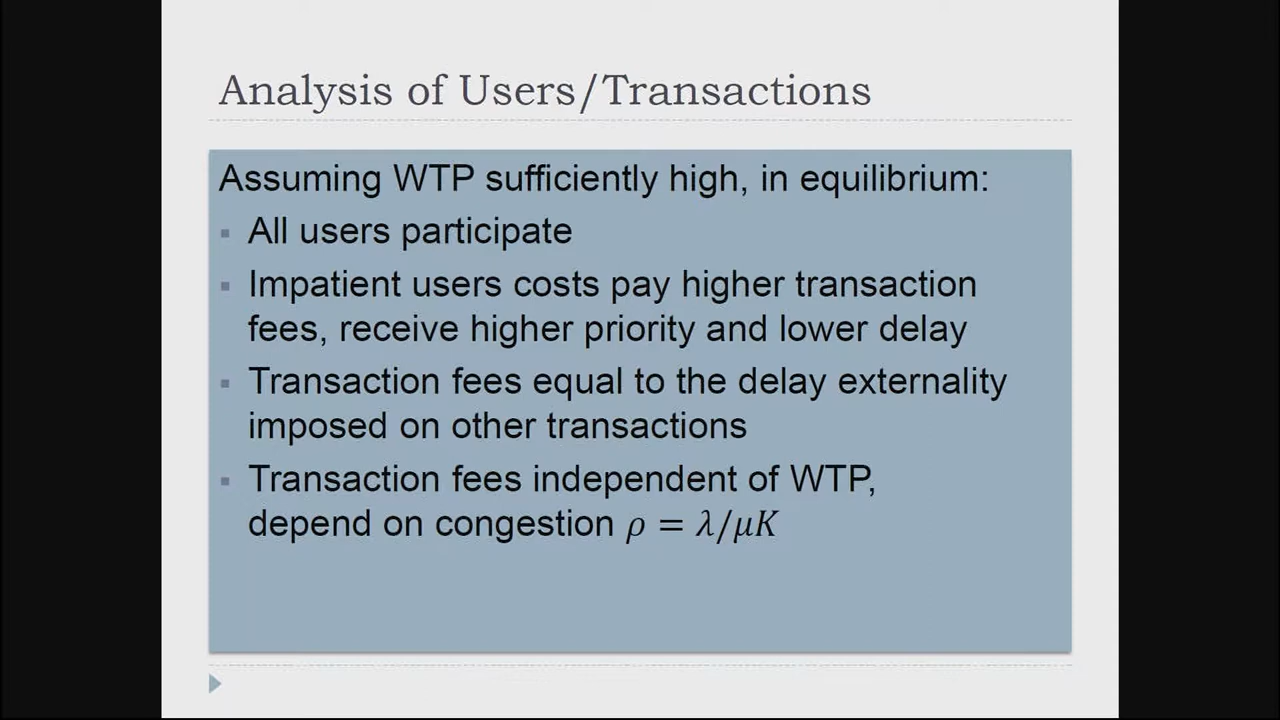 Analysis of Users/Transactions
Assuming WTP sufficiently high, in equilibrium:
▪ All users participate
▪ Impatient users costs pay higher transaction
fees, receive higher priority and lower delay
▪ Transaction fees equal to the delay externality
imposed on other transactions
▪ Transaction fees independent of WTP,
depend on congestion ρ = λ/μK